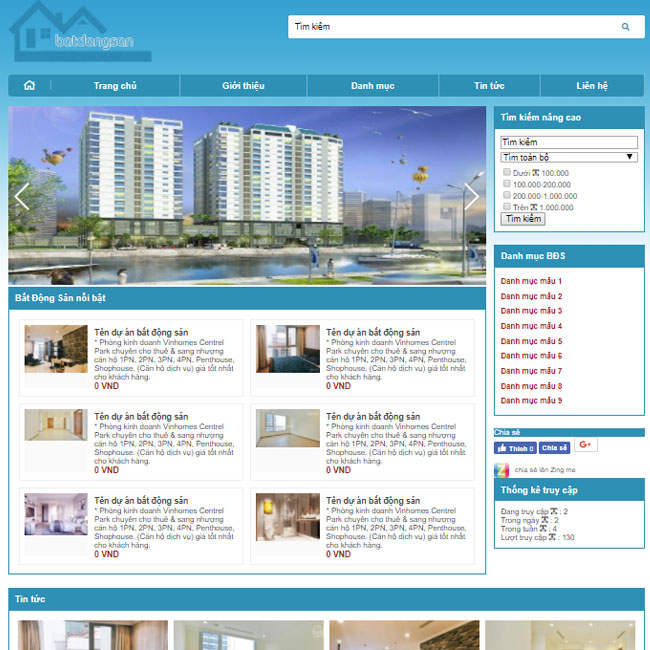 batdongsan
Tìm kiếm
Trang chủ
Giới thiệu
Danh mục
Tin tức
Liên hệ
Tìm kiếm nâng cao
Tìm kiếm
Tìm toàn bộ
Dưới 100.000
100.000-200.000
200.000-1.000.000
Trên 1.000.000
Tìm kiếm
Danh mục BĐS
Danh mục mẫu 1
Danh mục mẫu 2
Danh mục mẫu 3
Danh mục mẫu 4
Danh mục mẫu 5
Danh mục mẫu 6
Danh mục mẫu 7
Danh mục mẫu 8
Danh mục mẫu 9
Bất Động Sản nổi bật
Tên dự án bất động sản
* Phòng kinh doanh Vinhomes Centrel
Park chuyên cho thuê & sang nhượng
căn hộ 1PN, 2PN, 3PN, 4PN, Penthouse,
Shophouse. (Căn hộ dịch vụ) giá tốt nhất
cho khách hàng.
0 VND
Tên dự án bất động sản
* Phòng kinh doanh Vinhomes Centrel
Park chuyên cho thuê & sang nhượng
căn hộ 1PN, 2PN, 3PN, 4PN, Penthouse,
Shophouse. (Căn hộ dịch vụ) giá tốt nhất
cho khách hàng.
0 VND
Tên dự án bất động sản
* Phòng kinh doanh Vinhomes Centrel
Park chuyên cho thuê & sang nhượng
căn hộ 1PN, 2PN, 3PN, 4PN, Penthouse,
Shophouse. (Căn hộ dịch vụ) giá tốt nhất
cho khách hàng.
0 VND
Tên dự án bất động sản
* Phòng kinh doanh Vinhomes Centrel
Park chuyên cho thuê & sang nhượng
căn hộ 1PN, 2PN, 3PN, 4PN, Penthouse,
Shophouse. (Căn hộ dịch vụ) giá tốt nhất
cho khách hàng.
0 VND
Tên dự án bất động sản
* Phòng kinh doanh Vinhomes Centrel
Park chuyên cho thuê & sang nhượng
căn hộ 1PN, 2PN, 3PN, 4PN, Penthouse,
Shophouse. (Căn hộ dịch vụ) giá tốt nhất
cho khách hàng.
0 VND
Tên dự án bất động sản
* Phòng kinh doanh Vinhomes Centrel
Park chuyên cho thuê & sang nhượng
căn hộ 1PN, 2PN, 3PN, 4PN, Penthouse,
Shophouse. (Căn hộ dịch vụ) giá tốt nhất
cho khách hàng.
0 VND
Chia sẻ
Thích 0
Chia sẻ
G+
chia sẻ lên Zing me
Thống kê truy cập
Đang truy cập : 2
Trong ngày : 2
Trong tuần : 4
Lượt truy cập : 130
Tin tức